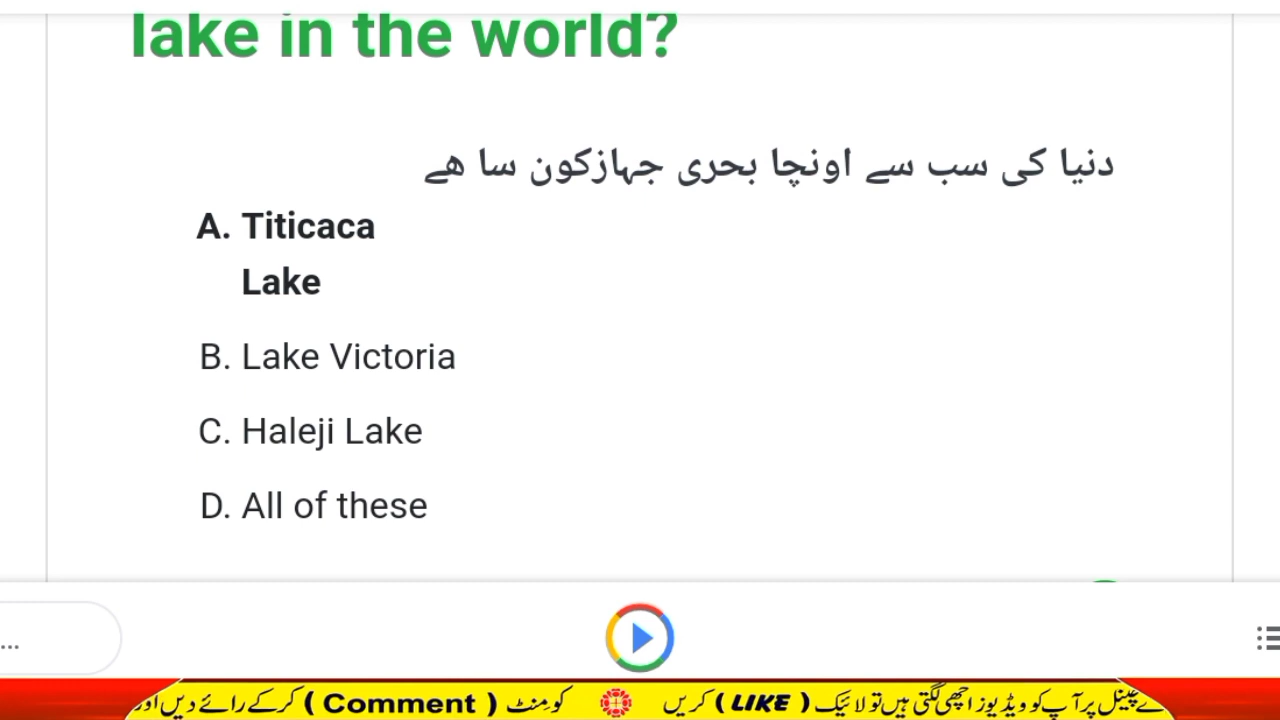 lake in the world?
دنیا کی سب سے اونچا بحری جہازکون سا ھے
A. Titicaca
Lake
B. Lake Victoria
C. Haleji Lake
D. All of these
...
چینل پر آپ کو ویڈیوز اچھی لگتی ہیں تو لائیک ( LIKE ) کریں کومنٹ ( Comment ) کر کے رائے دیں اور